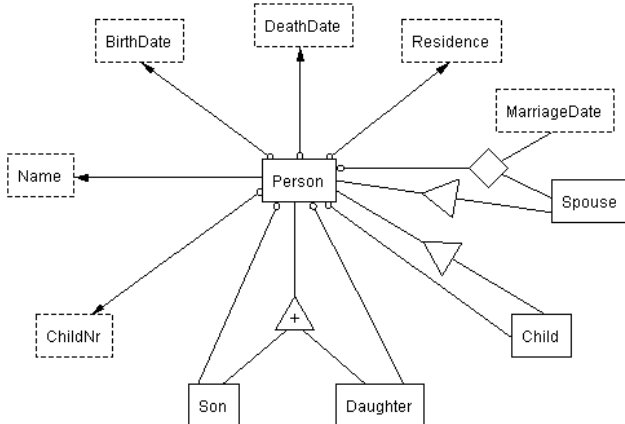 DeathDate
BirthDate
Residence
MarriageDate
Name
Person
Spouse
+
ChildNr
Child
Son
Daughter